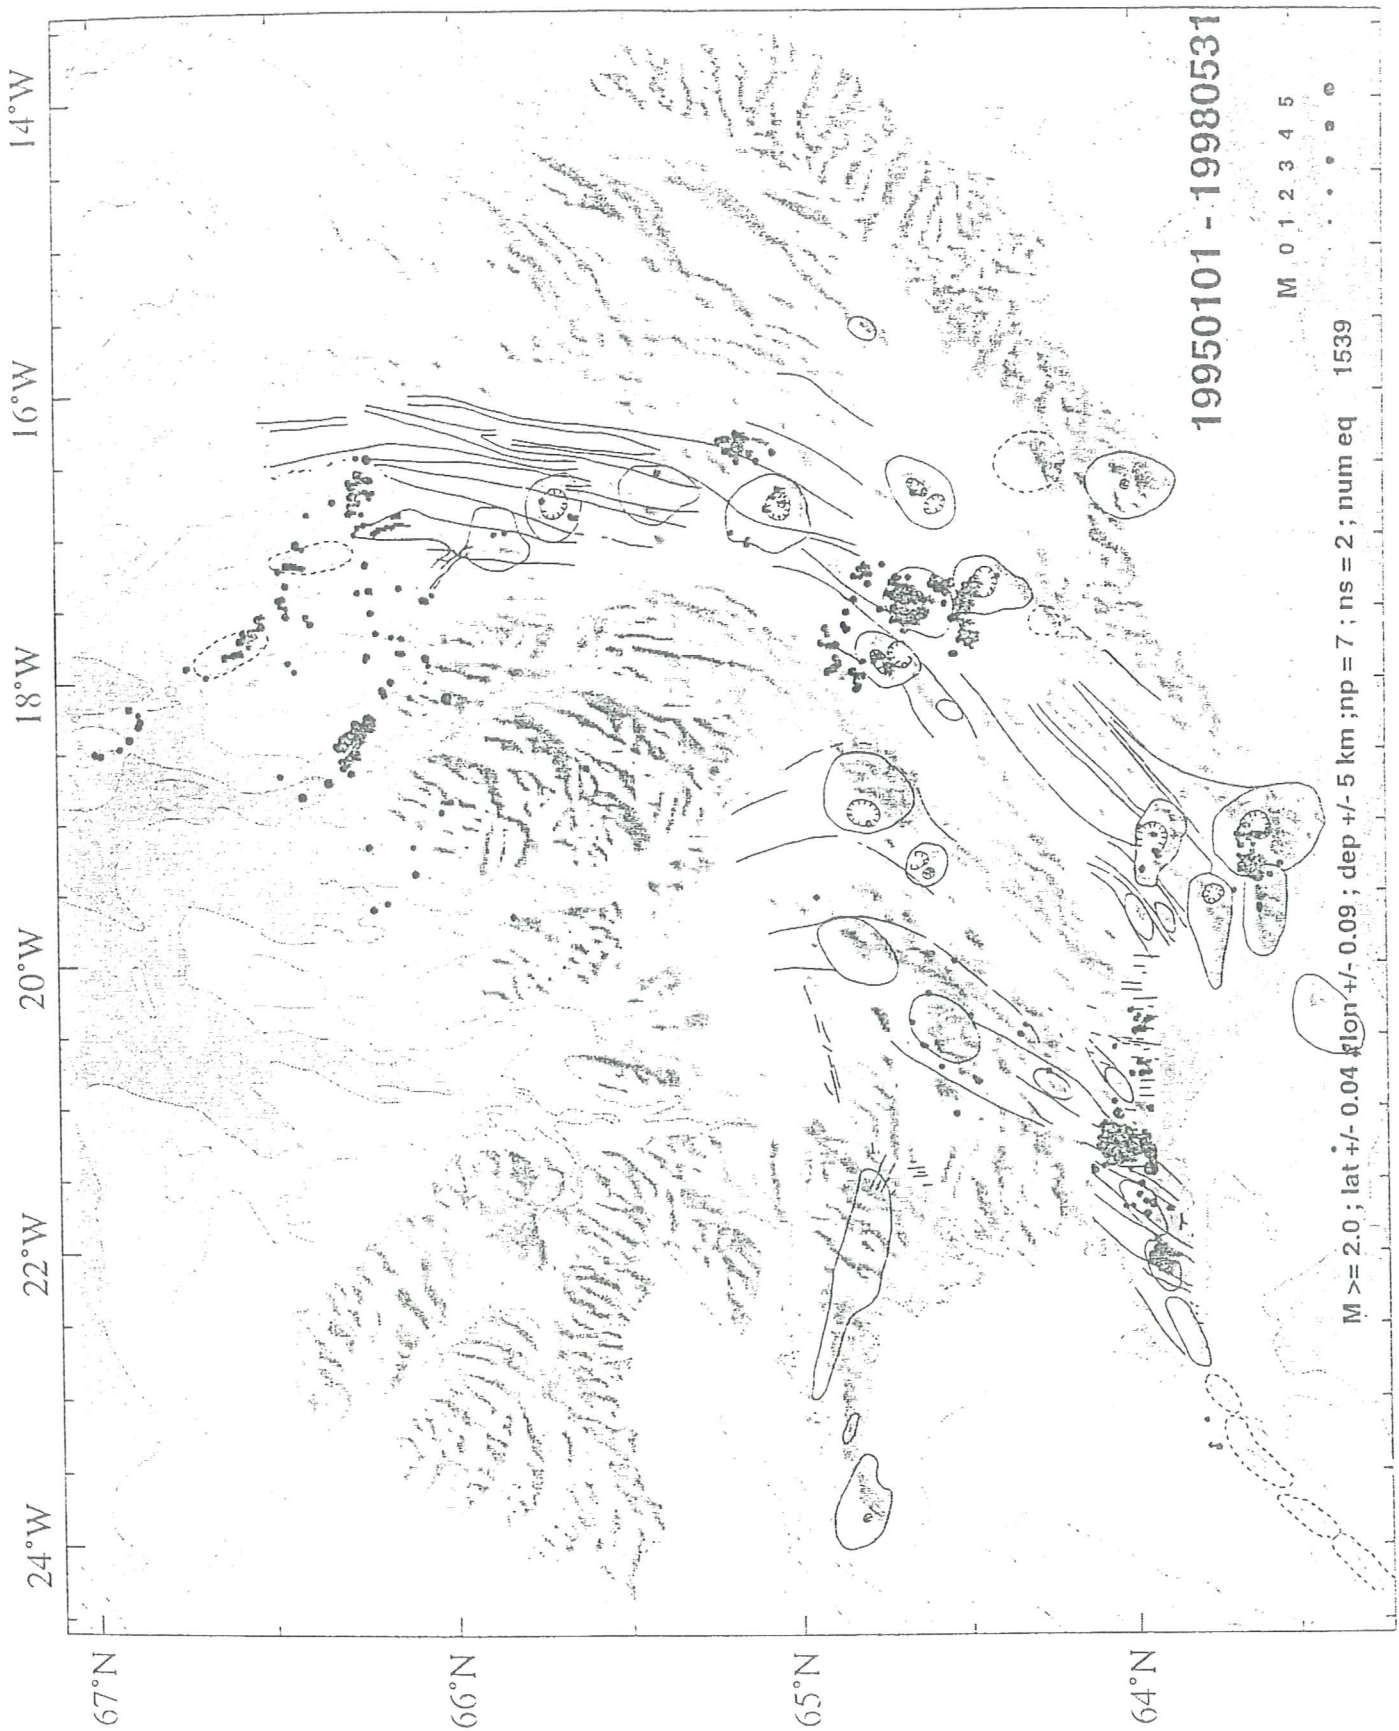 24°W 22°W 20°W 18°W 16°W 14°W
67°N
66°N
65°N
64°N
19950101 - 19980531
M 0 1 2 3 4 5
M >= 2.0 ; lat +/- 0.04 ; lon +/- 0.09 ; dep +/- 5 km ; np = 7 ; ns = 2 ; num eq 1539